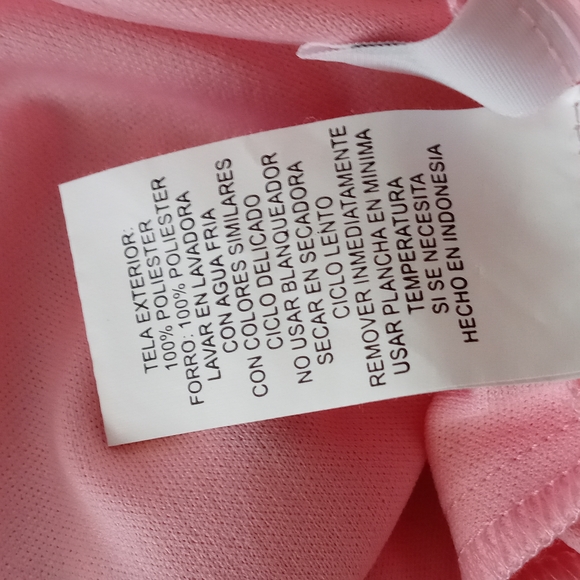 TELA EXTERIOR:
100% POLIESTER
FORRO: 100% POLIESTER
LAVAR EN LAVADORA
CON AGUA FRIA
CON COLORES SIMILARES
CON DELICADO
CICLO DELICADO
NO USAR BLANQUEADOR
SECAR EN SECADORA
CICLO LENTO
REMOVER INMEDIATAMENTE
USAR PLANCHA EN MINIMA
TEMPERATURA
SI SE NECESITA
HECHO EN INDONESIA